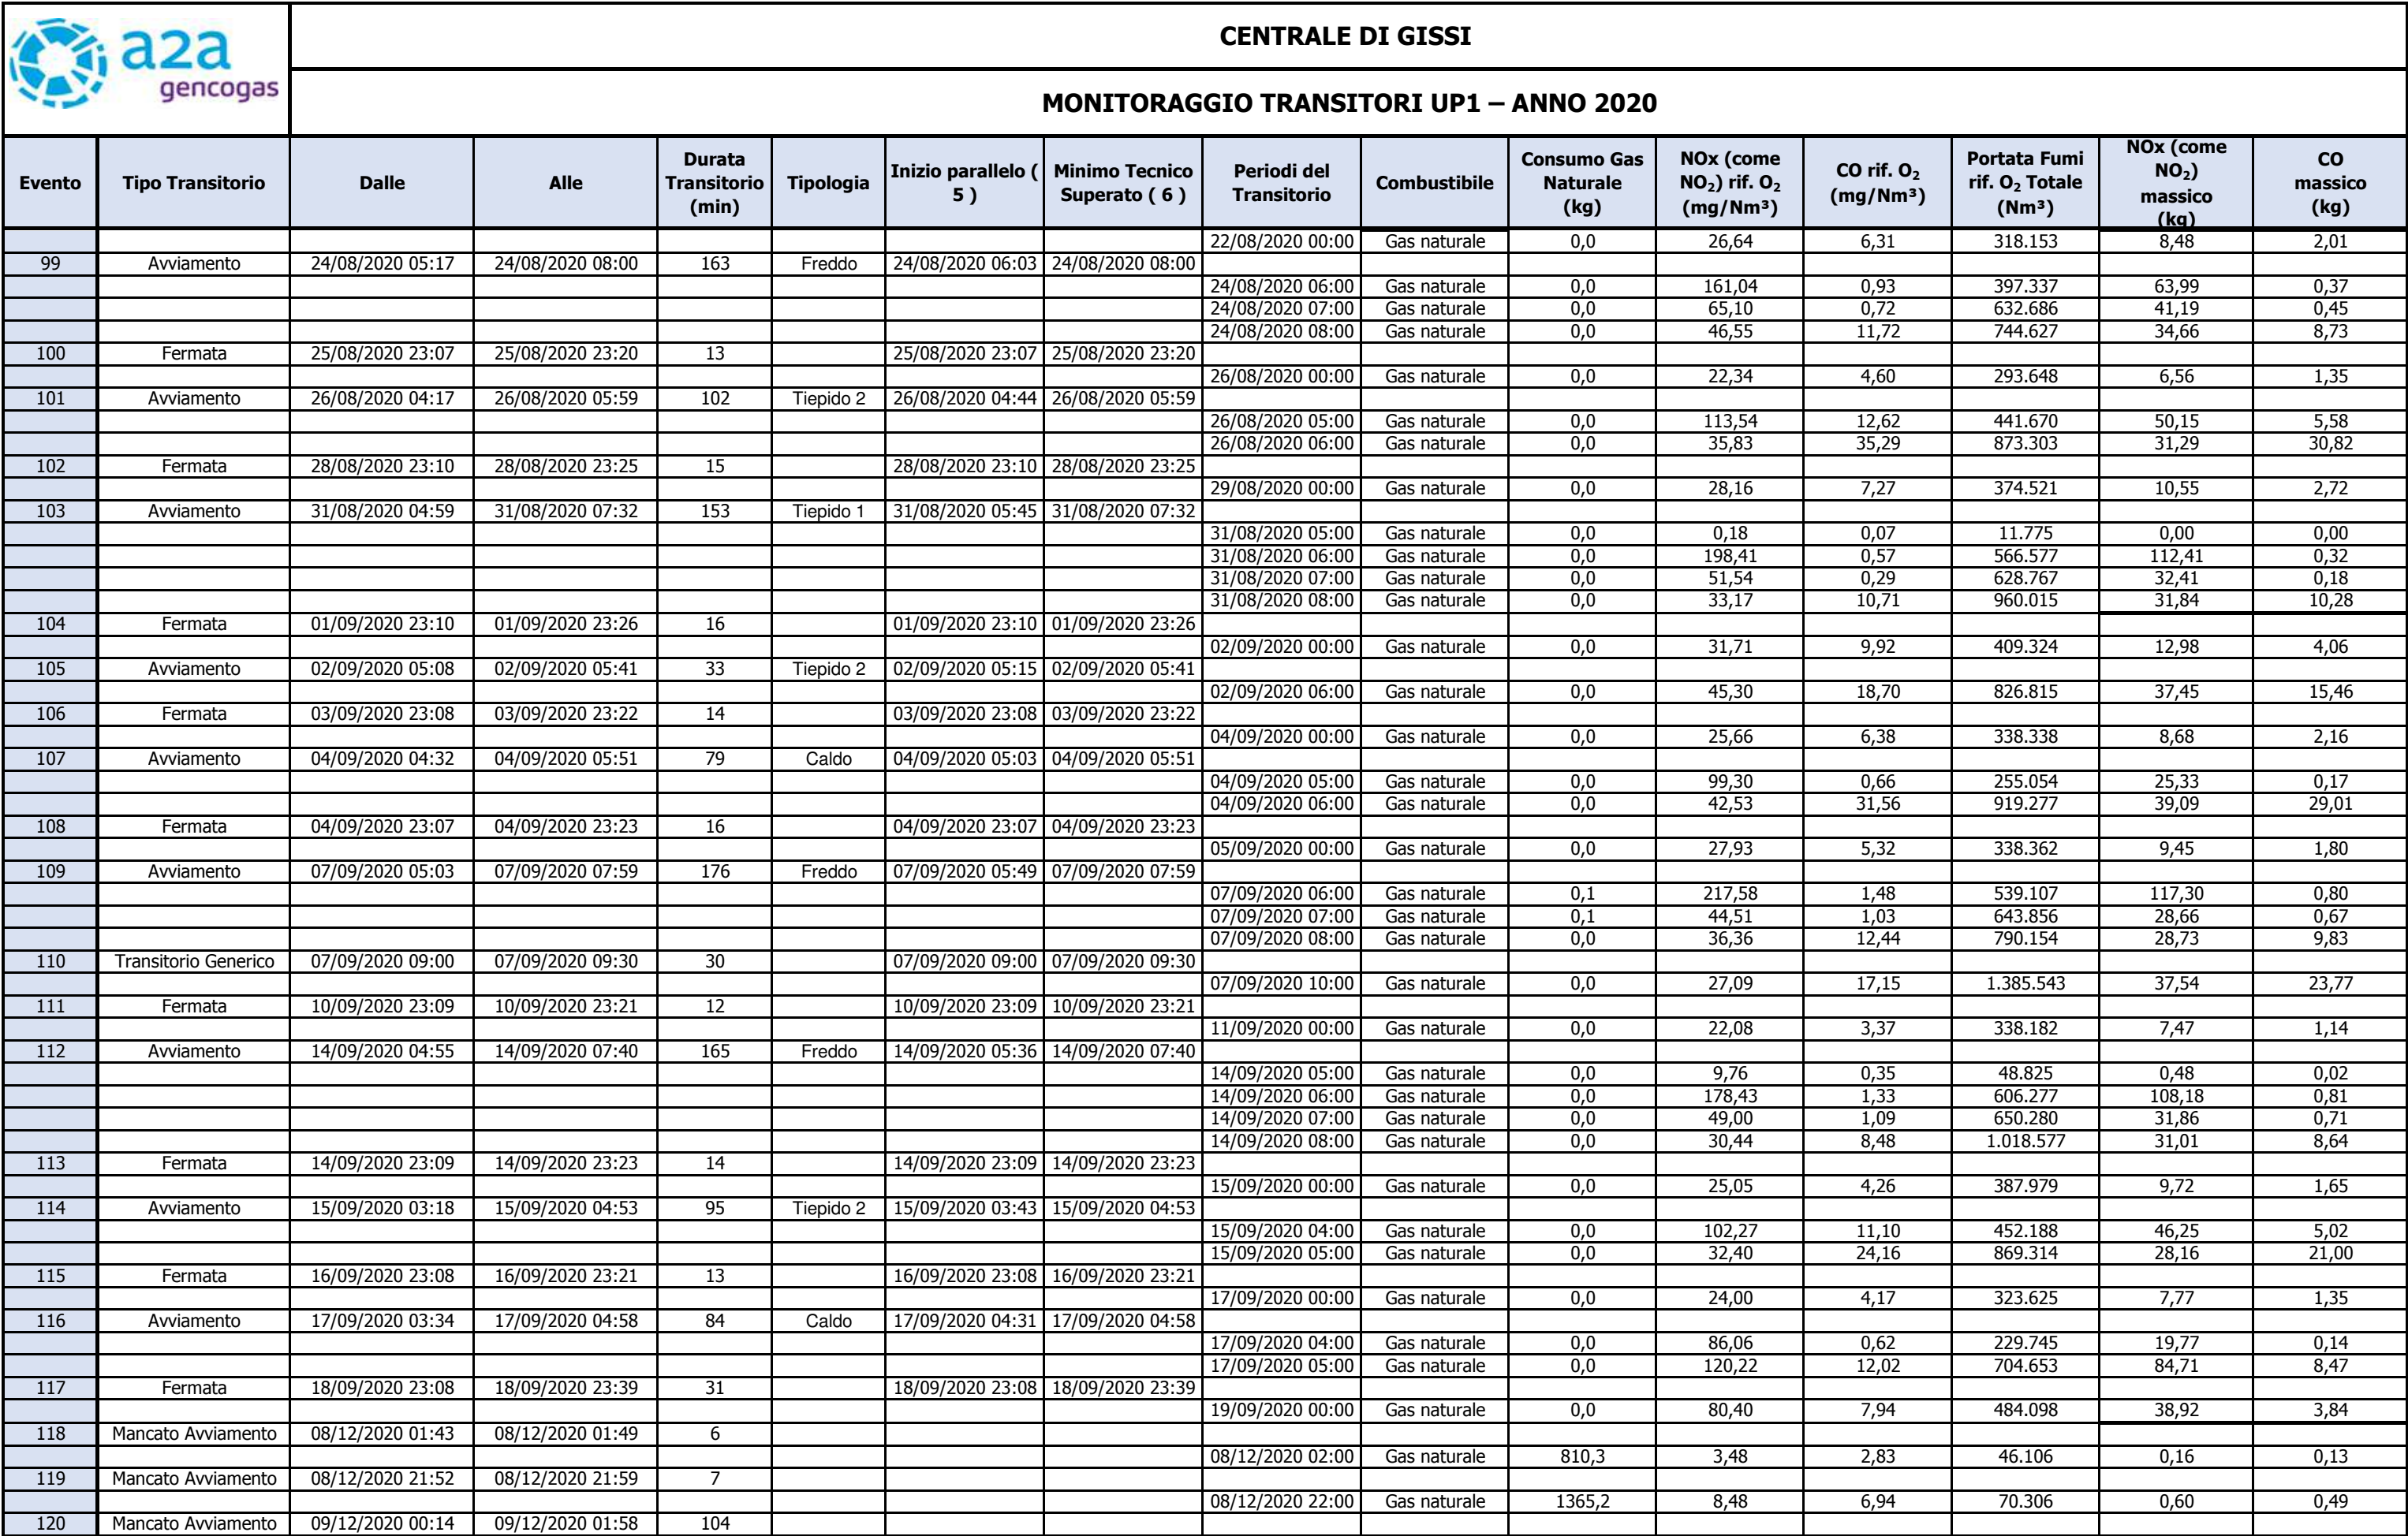 a2a
gencogas
CENTRALE DI GISSI
MONITORAGGIO TRANSITORI UP1 – ANNO 2020
Evento Tipo Transitorio Dalle Alle Durata Transitorio (min) Tipologia Inizio parallelo ( 5 ) Minimo Tecnico Superato ( 6 ) Periodi del Transitorio Combustibile Consumo Gas Naturale (kg) NOx (come NO₂) rif. O₂ (mg/Nm³) CO rif. O₂ (mg/Nm³) Portata Fumi rif. O₂ Totale (Nm³) NOx (come NO₂) massico (kg) CO massico (kg)
22/08/2020 00:00 Gas naturale 0,0 26,64 6,31 318.153 8,48 2,01
99 Avviamento 24/08/2020 05:17 24/08/2020 08:00 163 Freddo 24/08/2020 06:03 24/08/2020 08:00
24/08/2020 06:00 Gas naturale 0,0 161,04 0,93 397.337 63,99 0,37
24/08/2020 07:00 Gas naturale 0,0 65,10 0,72 632.686 41,19 0,45
24/08/2020 08:00 Gas naturale 0,0 46,55 11,72 744.627 34,66 8,73
100 Fermata 25/08/2020 23:07 25/08/2020 23:20 13 25/08/2020 23:07 25/08/2020 23:20
26/08/2020 00:00 Gas naturale 0,0 22,34 4,60 293.648 6,56 1,35
101 Avviamento 26/08/2020 04:17 26/08/2020 05:59 102 Tiepido 2 26/08/2020 04:44 26/08/2020 05:59
26/08/2020 05:00 Gas naturale 0,0 113,54 12,62 441.670 50,15 5,58
26/08/2020 06:00 Gas naturale 0,0 35,83 35,29 873.303 31,29 30,82
102 Fermata 28/08/2020 23:10 28/08/2020 23:25 15 28/08/2020 23:10 28/08/2020 23:25
29/08/2020 00:00 Gas naturale 0,0 28,16 7,27 374.521 10,55 2,72
103 Avviamento 31/08/2020 04:59 31/08/2020 07:32 153 Tiepido 1 31/08/2020 05:45 31/08/2020 07:32
31/08/2020 05:00 Gas naturale 0,0 0,18 0,07 11.775 0,00 0,00
31/08/2020 06:00 Gas naturale 0,0 198,41 0,57 566.577 112,41 0,32
31/08/2020 07:00 Gas naturale 0,0 51,54 0,29 628.767 32,41 0,18
31/08/2020 08:00 Gas naturale 0,0 33,17 10,71 960.015 31,84 10,28
104 Fermata 01/09/2020 23:10 01/09/2020 23:26 16 01/09/2020 23:10 01/09/2020 23:26
02/09/2020 00:00 Gas naturale 0,0 31,71 9,92 409.324 12,98 4,06
105 Avviamento 02/09/2020 05:08 02/09/2020 05:41 33 Tiepido 2 02/09/2020 05:15 02/09/2020 05:41
02/09/2020 06:00 Gas naturale 0,0 45,30 18,70 826.815 37,45 15,46
106 Fermata 03/09/2020 23:08 03/09/2020 23:22 14 03/09/2020 23:08 03/09/2020 23:22
04/09/2020 00:00 Gas naturale 0,0 25,66 6,38 338.338 8,68 2,16
107 Avviamento 04/09/2020 04:32 04/09/2020 05:51 79 Caldo 04/09/2020 05:03 04/09/2020 05:51
04/09/2020 05:00 Gas naturale 0,0 99,30 0,66 255.054 25,33 0,17
04/09/2020 06:00 Gas naturale 0,0 42,53 31,56 919.277 39,09 29,01
108 Fermata 04/09/2020 23:07 04/09/2020 23:23 16 04/09/2020 23:07 04/09/2020 23:23
05/09/2020 00:00 Gas naturale 0,0 27,93 5,32 338.362 9,45 1,80
109 Avviamento 07/09/2020 05:03 07/09/2020 07:59 176 Freddo 07/09/2020 05:49 07/09/2020 07:59
07/09/2020 06:00 Gas naturale 0,1 217,58 1,48 539.107 117,30 0,80
07/09/2020 07:00 Gas naturale 0,1 44,51 1,03 643.856 28,66 0,67
07/09/2020 08:00 Gas naturale 0,0 36,36 12,44 790.154 28,73 9,83
110 Transitorio Generico 07/09/2020 09:00 07/09/2020 09:30 30 07/09/2020 09:00 07/09/2020 09:30
07/09/2020 10:00 Gas naturale 0,0 27,09 17,15 1.385.543 37,54 23,77
111 Fermata 10/09/2020 23:09 10/09/2020 23:21 12 10/09/2020 23:09 10/09/2020 23:21
11/09/2020 00:00 Gas naturale 0,0 22,08 3,37 338.182 7,47 1,14
112 Avviamento 14/09/2020 04:55 14/09/2020 07:40 165 Freddo 14/09/2020 05:36 14/09/2020 07:40
14/09/2020 05:00 Gas naturale 0,0 9,76 0,35 48.825 0,48 0,02
14/09/2020 06:00 Gas naturale 0,0 178,43 1,33 606.277 108,18 0,81
14/09/2020 07:00 Gas naturale 0,0 49,00 1,09 650.280 31,86 0,71
14/09/2020 08:00 Gas naturale 0,0 30,44 8,48 1.018.577 31,01 8,64
113 Fermata 14/09/2020 23:09 14/09/2020 23:23 14 14/09/2020 23:09 14/09/2020 23:23
15/09/2020 00:00 Gas naturale 0,0 25,05 4,26 387.979 9,72 1,65
114 Avviamento 15/09/2020 03:18 15/09/2020 04:53 95 Tiepido 2 15/09/2020 03:43 15/09/2020 04:53
15/09/2020 04:00 Gas naturale 0,0 102,27 11,10 452.188 46,25 5,02
15/09/2020 05:00 Gas naturale 0,0 32,40 24,16 869.314 28,16 21,00
115 Fermata 16/09/2020 23:08 16/09/2020 23:21 13 16/09/2020 23:08 16/09/2020 23:21
17/09/2020 00:00 Gas naturale 0,0 24,00 4,17 323.625 7,77 1,35
116 Avviamento 17/09/2020 03:34 17/09/2020 04:58 84 Caldo 17/09/2020 04:31 17/09/2020 04:58
17/09/2020 04:00 Gas naturale 0,0 86,06 0,62 229.745 19,77 0,14
17/09/2020 05:00 Gas naturale 0,0 120,22 12,02 704.653 84,71 8,47
117 Fermata 18/09/2020 23:08 18/09/2020 23:39 31 18/09/2020 23:08 18/09/2020 23:39
19/09/2020 00:00 Gas naturale 0,0 80,40 7,94 484.098 38,92 3,84
118 Mancato Avviamento 08/12/2020 01:43 08/12/2020 01:49 6
08/12/2020 02:00 Gas naturale 810,3 3,48 2,83 46.106 0,16 0,13
119 Mancato Avviamento 08/12/2020 21:52 08/12/2020 21:59 7
08/12/2020 22:00 Gas naturale 1365,2 8,48 6,94 70.306 0,60 0,49
120 Mancato Avviamento 09/12/2020 00:14 09/12/2020 01:58 104